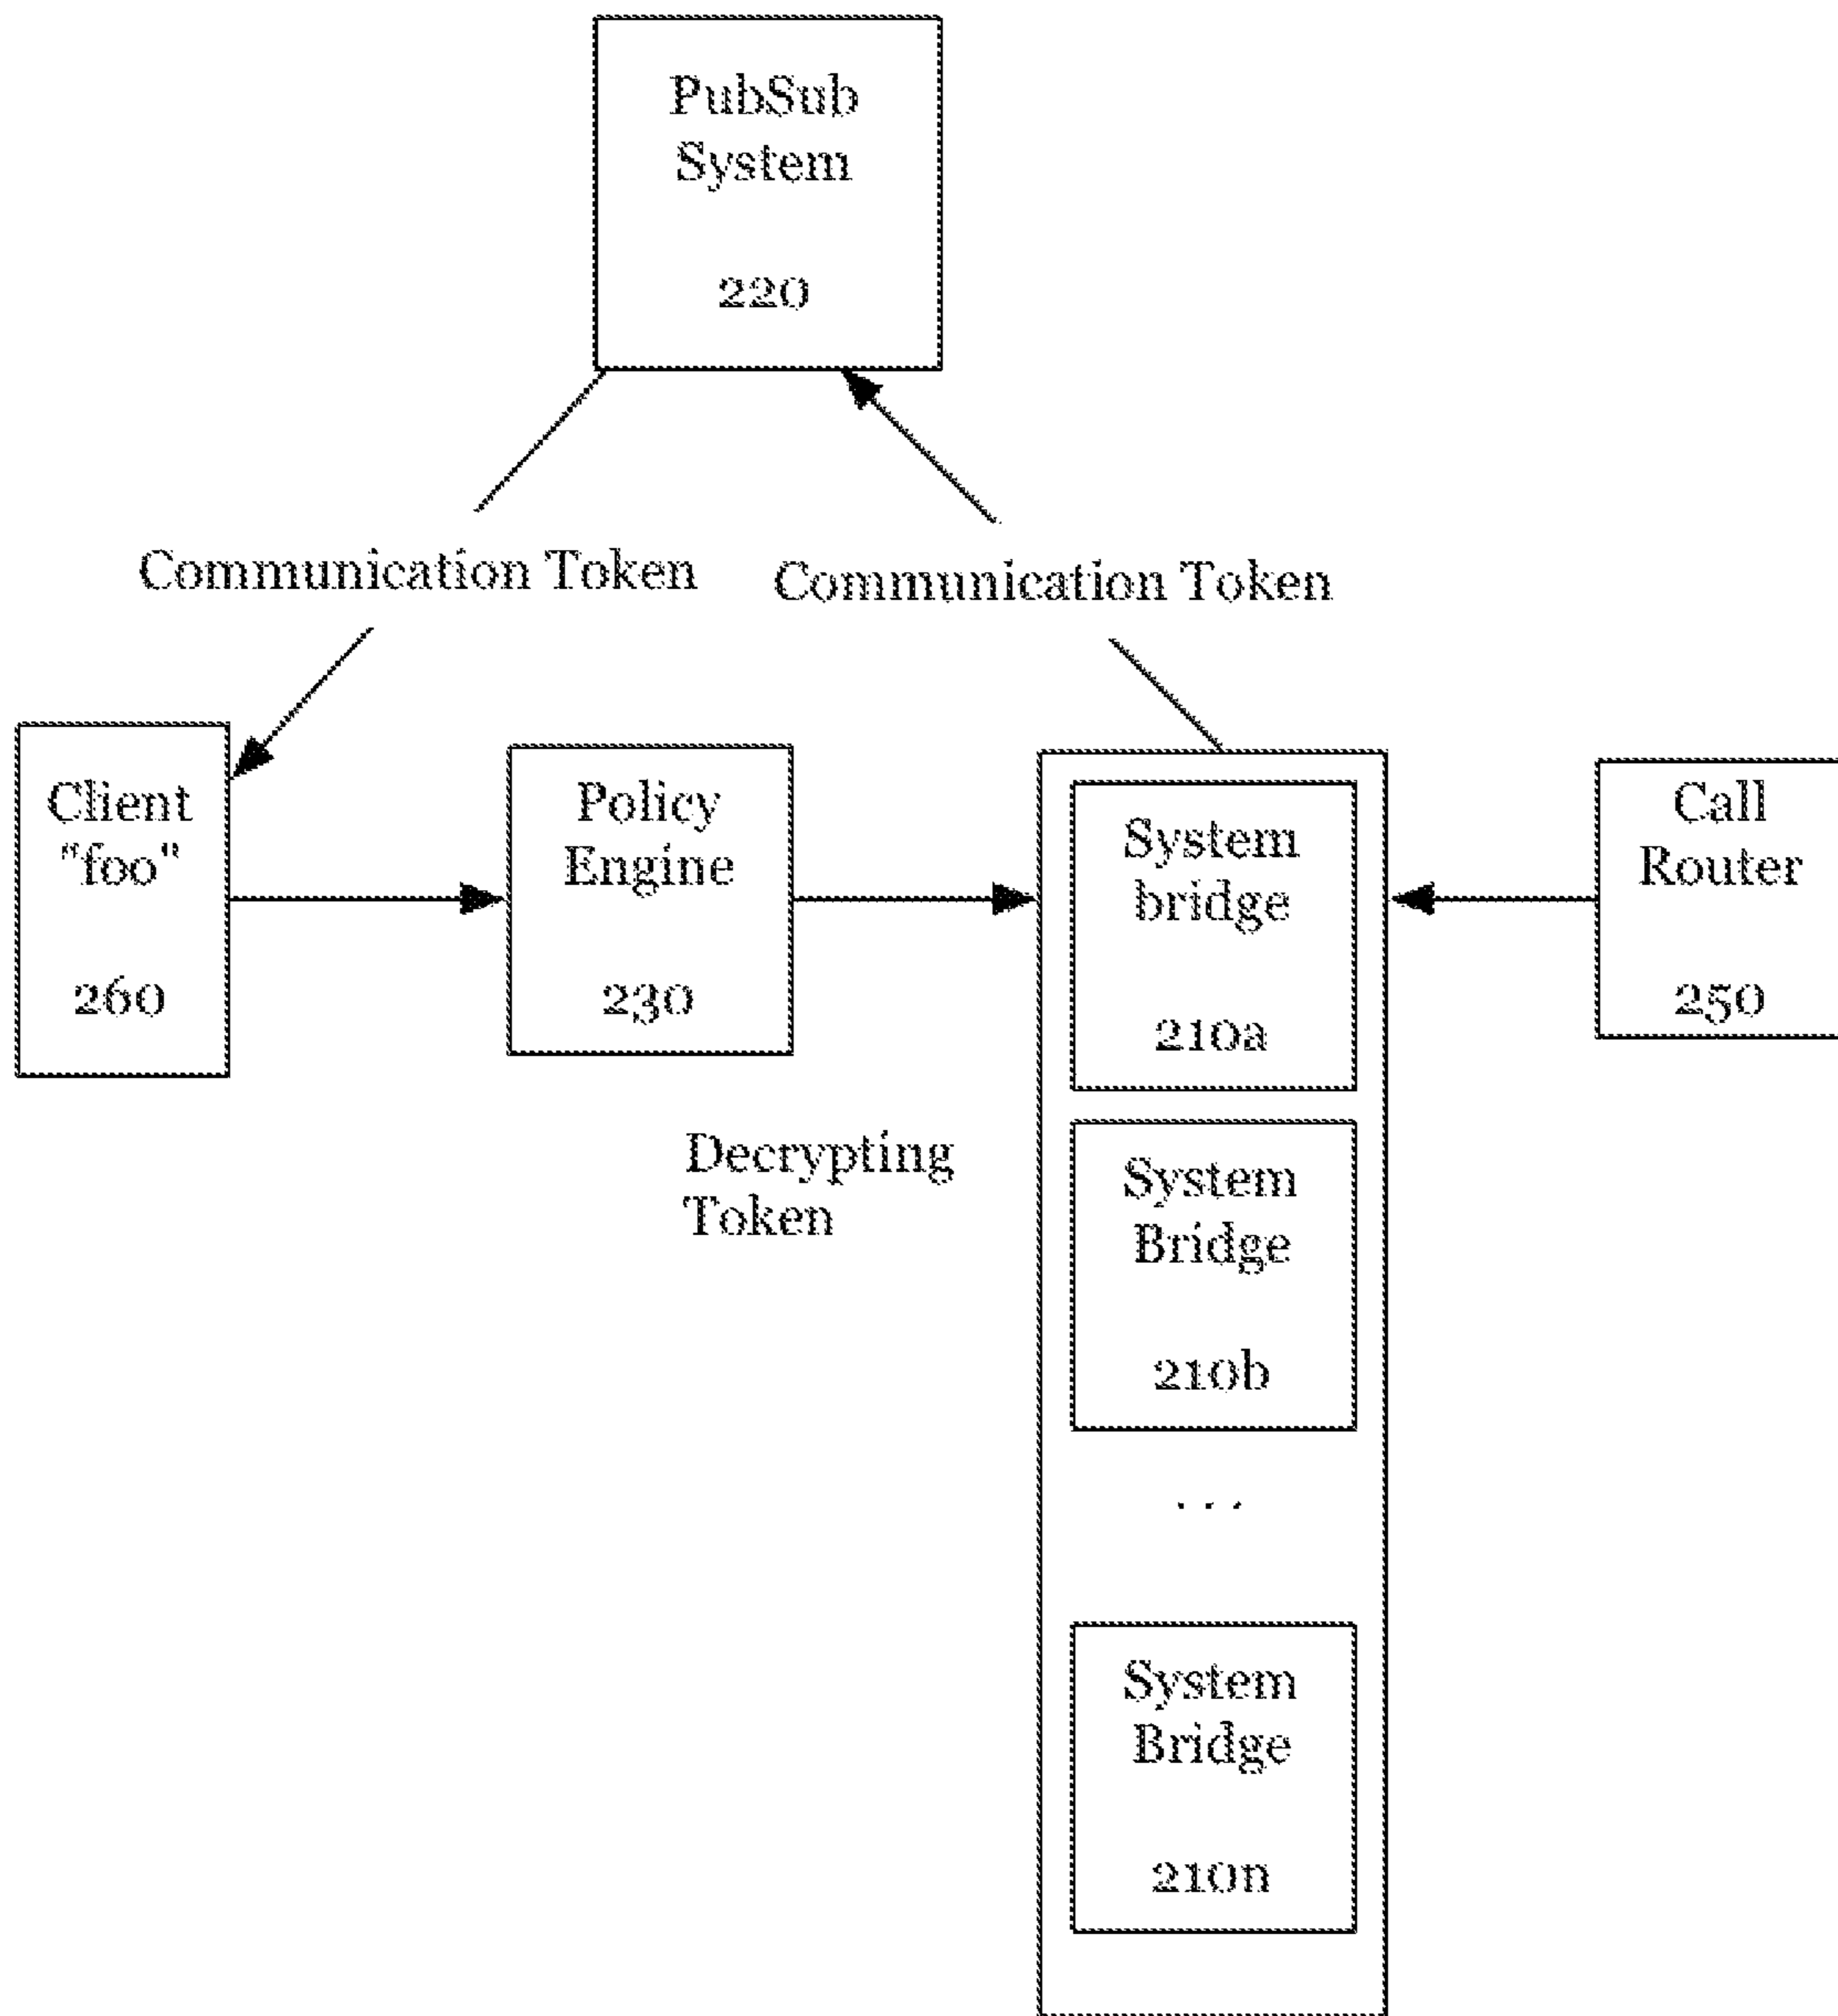 PubSub
System
220
Communication Token
Communication Token
Client
"foo"
260
Policy
Engine
230
System
bridge
210a
Call
Router
250
Decrypting
Token
System
Bridge
210b
. . .
System
Bridge
210n